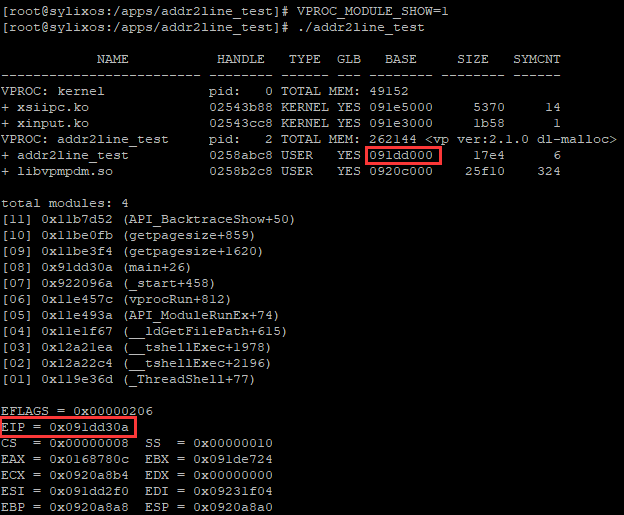 [root@sylixos:/apps/addr2line_test]# VPROC_MODULE_SHOW=1
[root@sylixos:/apps/addr2line_test]# ./addr2line_test
NAME HANDLE TYPE GLB BASE SIZE SYMCNT
------------------------- -------- ------ --- -------- -------- ------
VPROC: kernel pid: 0 TOTAL MEM: 49152
+ xsiipc.ko 02543b88 KERNEL YES 091e5000 5370 14
+ xinput.ko 02543cc8 KERNEL YES 091e3000 1b58 1
VPROC: addr2line_test pid: 2 TOTAL MEM: 262144 <vp ver:2.1.0 dl-malloc>
+ addr2line_test 0258abc8 USER YES 091dd000 17e4 6
+ libvpmpdm.so 0258b2c8 USER YES 0920c000 25f10 324
total modules: 4
[11] 0x11b7d52 (API_BacktraceShow+50)
[10] 0x11be0fb (getpagesize+859)
[09] 0x11be3f4 (getpagesize+1620)
[08] 0x91dd30a (main+26)
[07] 0x922096a (_start+458)
[06] 0x11e457c (vprocRun+812)
[05] 0x11e493a (API_ModuleRunEx+74)
[04] 0x11e1f67 (__ldGetFilePath+615)
[03] 0x12a21ea (__tshellExec+1978)
[02] 0x12a22c4 (__tshellExec+2196)
[01] 0x119e36d (_ThreadShell+77)
EFLAGS = 0x00000206
EIP = 0x091dd30a
CS = 0x00000008 SS = 0x00000010
EAX = 0x0168780c EBX = 0x091de724
ECX = 0x0920a8b4 EDX = 0x00000000
ESI = 0x091dd2f0 EDI = 0x09231f04
EBP = 0x0920a8a8 ESP = 0x0920a8a0